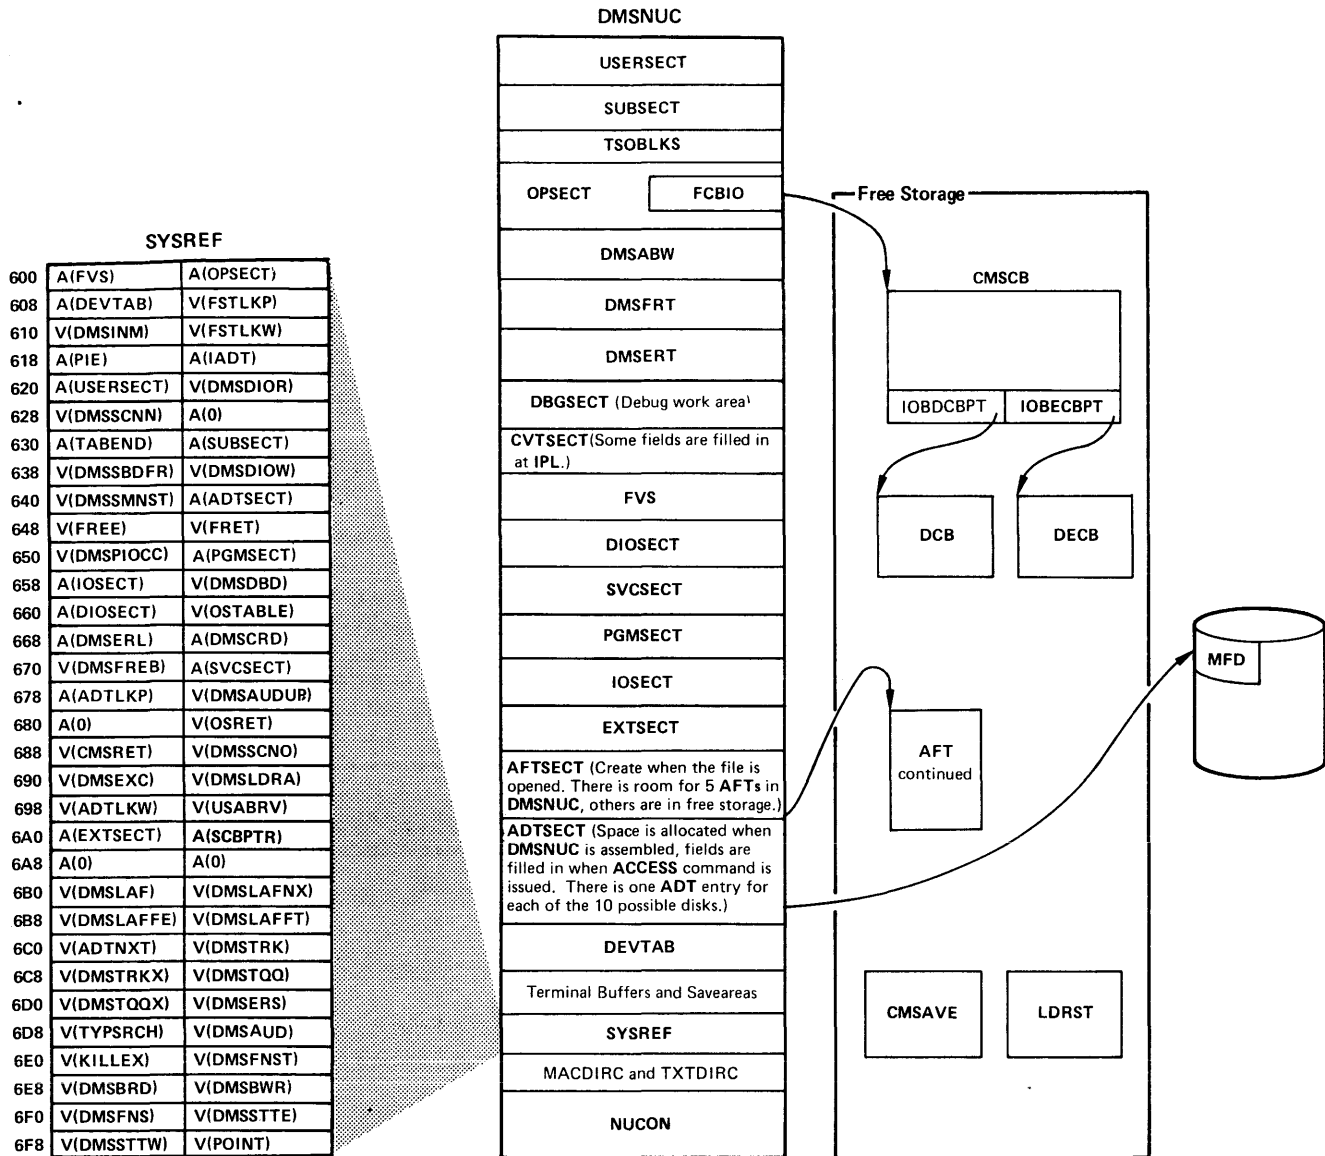 DMSNUC
USERSECT
SUBSECT
TSOBLKS
OPSECT FCBIO
DMSABW
DMSFRT
DMSERT
DBGSECT (Debug work area)
CVTSECT(Some fields are filled in
at IPL.)
FVS
DIOSECT
SVCSECT
PGMSECT
IOSECT
EXTSECT
AFTSECT (Create when the file is
opened. There is room for 5 AFTs in
DMSNUC, others are in free storage.)
ADTSECT (Space is allocated when
DMSNUC is assembled, fields are
filled in when ACCESS command is
issued. There is one ADT entry for
each of the 10 possible disks.)
DEVTAB
Terminal Buffers and Saveareas
SYSREF
MACDIRC and TXTDIRC
NUCON
SYSREF
600 A(FVS) A(OPSECT)
608 A(DEVTAB) V(FSTLKP)
610 V(DMSINM) V(FSTLKW)
618 A(PIE) A(IADT)
620 A(USERSECT) V(DMSDIOR)
628 V(DMSSCNN) A(0)
630 A(TABEND) A(SUBSECT)
638 V(DMSSBDFR) V(DMSDIOW)
640 V(DMSSMNST) A(ADTSECT)
648 V(FREE) V(FRET)
650 V(DMSPIOCC) A(PGMSECT)
658 A(IOSECT) V(DMSDBD)
660 A(DIOSECT) V(OSTABLE)
668 A(DMSERL) A(DMSCRD)
670 V(DMSFREB) A(SVCSECT)
678 A(ADTLKP) V(DMSAUDUP)
680 A(0) V(OSRET)
688 V(CMSRET) V(DMSSCNO)
690 V(DMSEXC) V(DMSLDRA)
698 V(ADTLKW) V(USABRV)
6A0 A(EXTSECT) A(SCBPTR)
6A8 A(0) A(0)
6B0 V(DMSLAF) V(DMSLAFNX)
6B8 V(DMSLAFFE) V(DMSLAFFT)
6C0 V(ADTNXT) V(DMSTRK)
6C8 V(DMSTRKX) V(DMSTQQ)
6D0 V(DMSTQQX) V(DMSERS)
6D8 V(TYPSRCH) V(DMSAUD)
6E0 V(KILLEX) V(DMSFNST)
6E8 V(DMSBRD) V(DMSBWR)
6F0 V(DMSFNS) V(DMSSTTE)
6F8 V(DMSSTTW) V(POINT)
Free Storage
CMSCB
IOBDCBPT IOBECBPT
DCB DECB
AFT
continued
CMSAVE LDRST
MFD